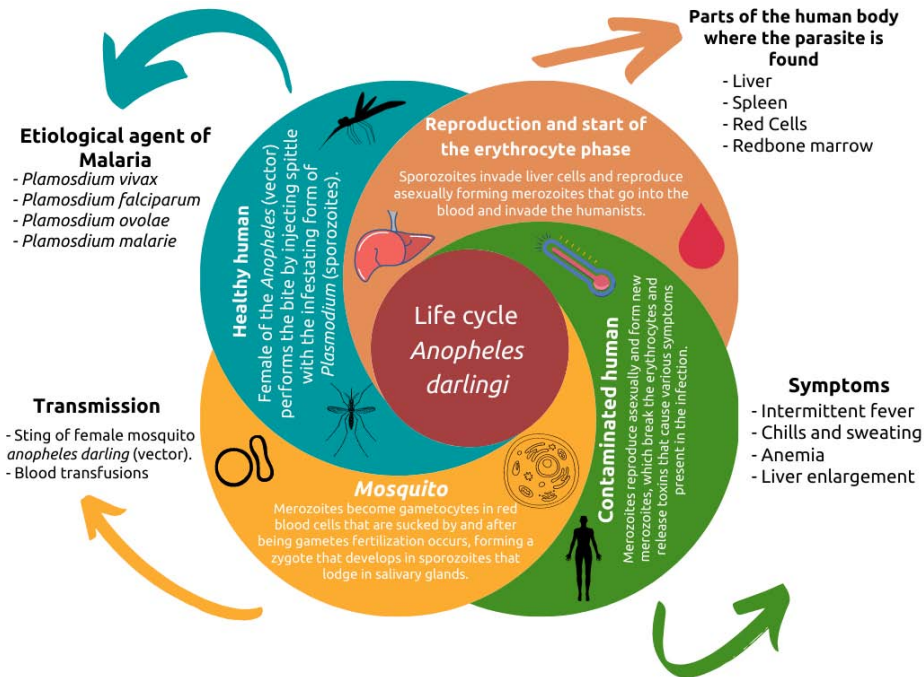 Etiological agent of
Malaria
- Plamosdium vivax
- Plamosdium falciparum
- Plamosdium ovolae
- Plamosdium malarie
Healthy human
Female of the Anopheles (vector)
performs the bite by injecting spittle
with the infestating form of
Plasmodium (sporozoites).
Reproduction and start of
the erythrocyte phase
Sporozoites invade liver cells and reproduce
asexually forming merozoites that go into the
blood and invade the humanists.
Parts of the human body
where the parasite is
found
- Liver
- Spleen
- Red Cells
- Redbone marrow
Life cycle
Anopheles
darlingi
Contaminated human
Merozoites reproduce asexually and form new
merozoites, which break the erythrocytes and
release toxins that cause various symptoms
present in the infection.
Symptoms
- Intermittent fever
- Chills and sweating
- Anemia
- Liver enlargement
Mosquito
Merozoites become gametocytes in red
blood cells that are sucked by and after
being gametes fertilization occurs, forming a
zygote that develops in sporozoites that
lodge in salivary glands.
Transmission
- Sting of female mosquito
anopheles darling (vector).
- Blood transfusions